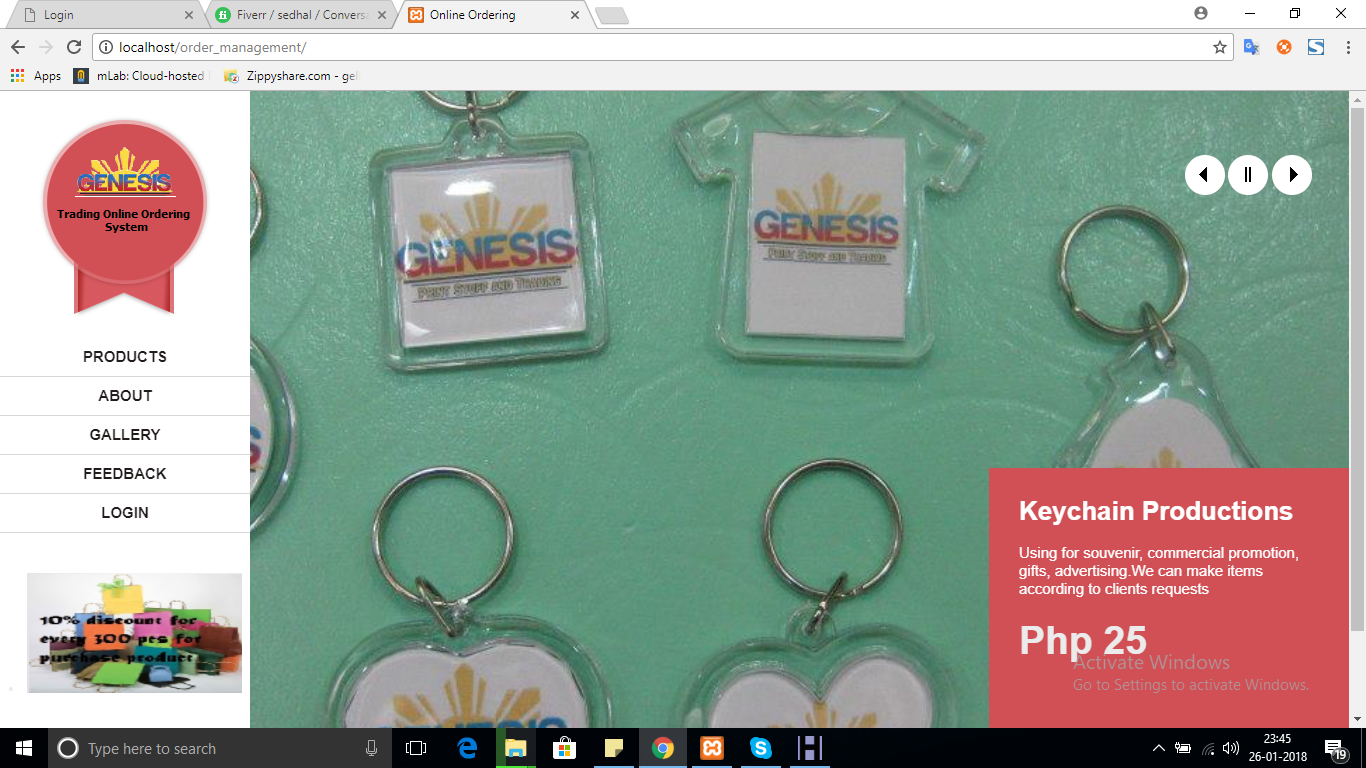 Login
Fiverr / sedhal / Conversa
Online Ordering
localhost/order_management/
Apps
mLab: Cloud-hosted
Zippyshare.com - ge
GENESIS
Trading Online Ordering
System
PRODUCTS
ABOUT
GALLERY
FEEDBACK
LOGIN
10% discount for
every 300 pcs for
purchase product
GENESIS
PRINT STUFF AND TRADING
GENESIS
PRINT STUFF AND TRADING
Keychain Productions
Using for souvenir, commercial promotion,
gifts, advertising.We can make items
according to clients requests
Php 25
Activate Windows
Go to Settings to activate Windows.
Type here to search
23:45
26-01-2018
19